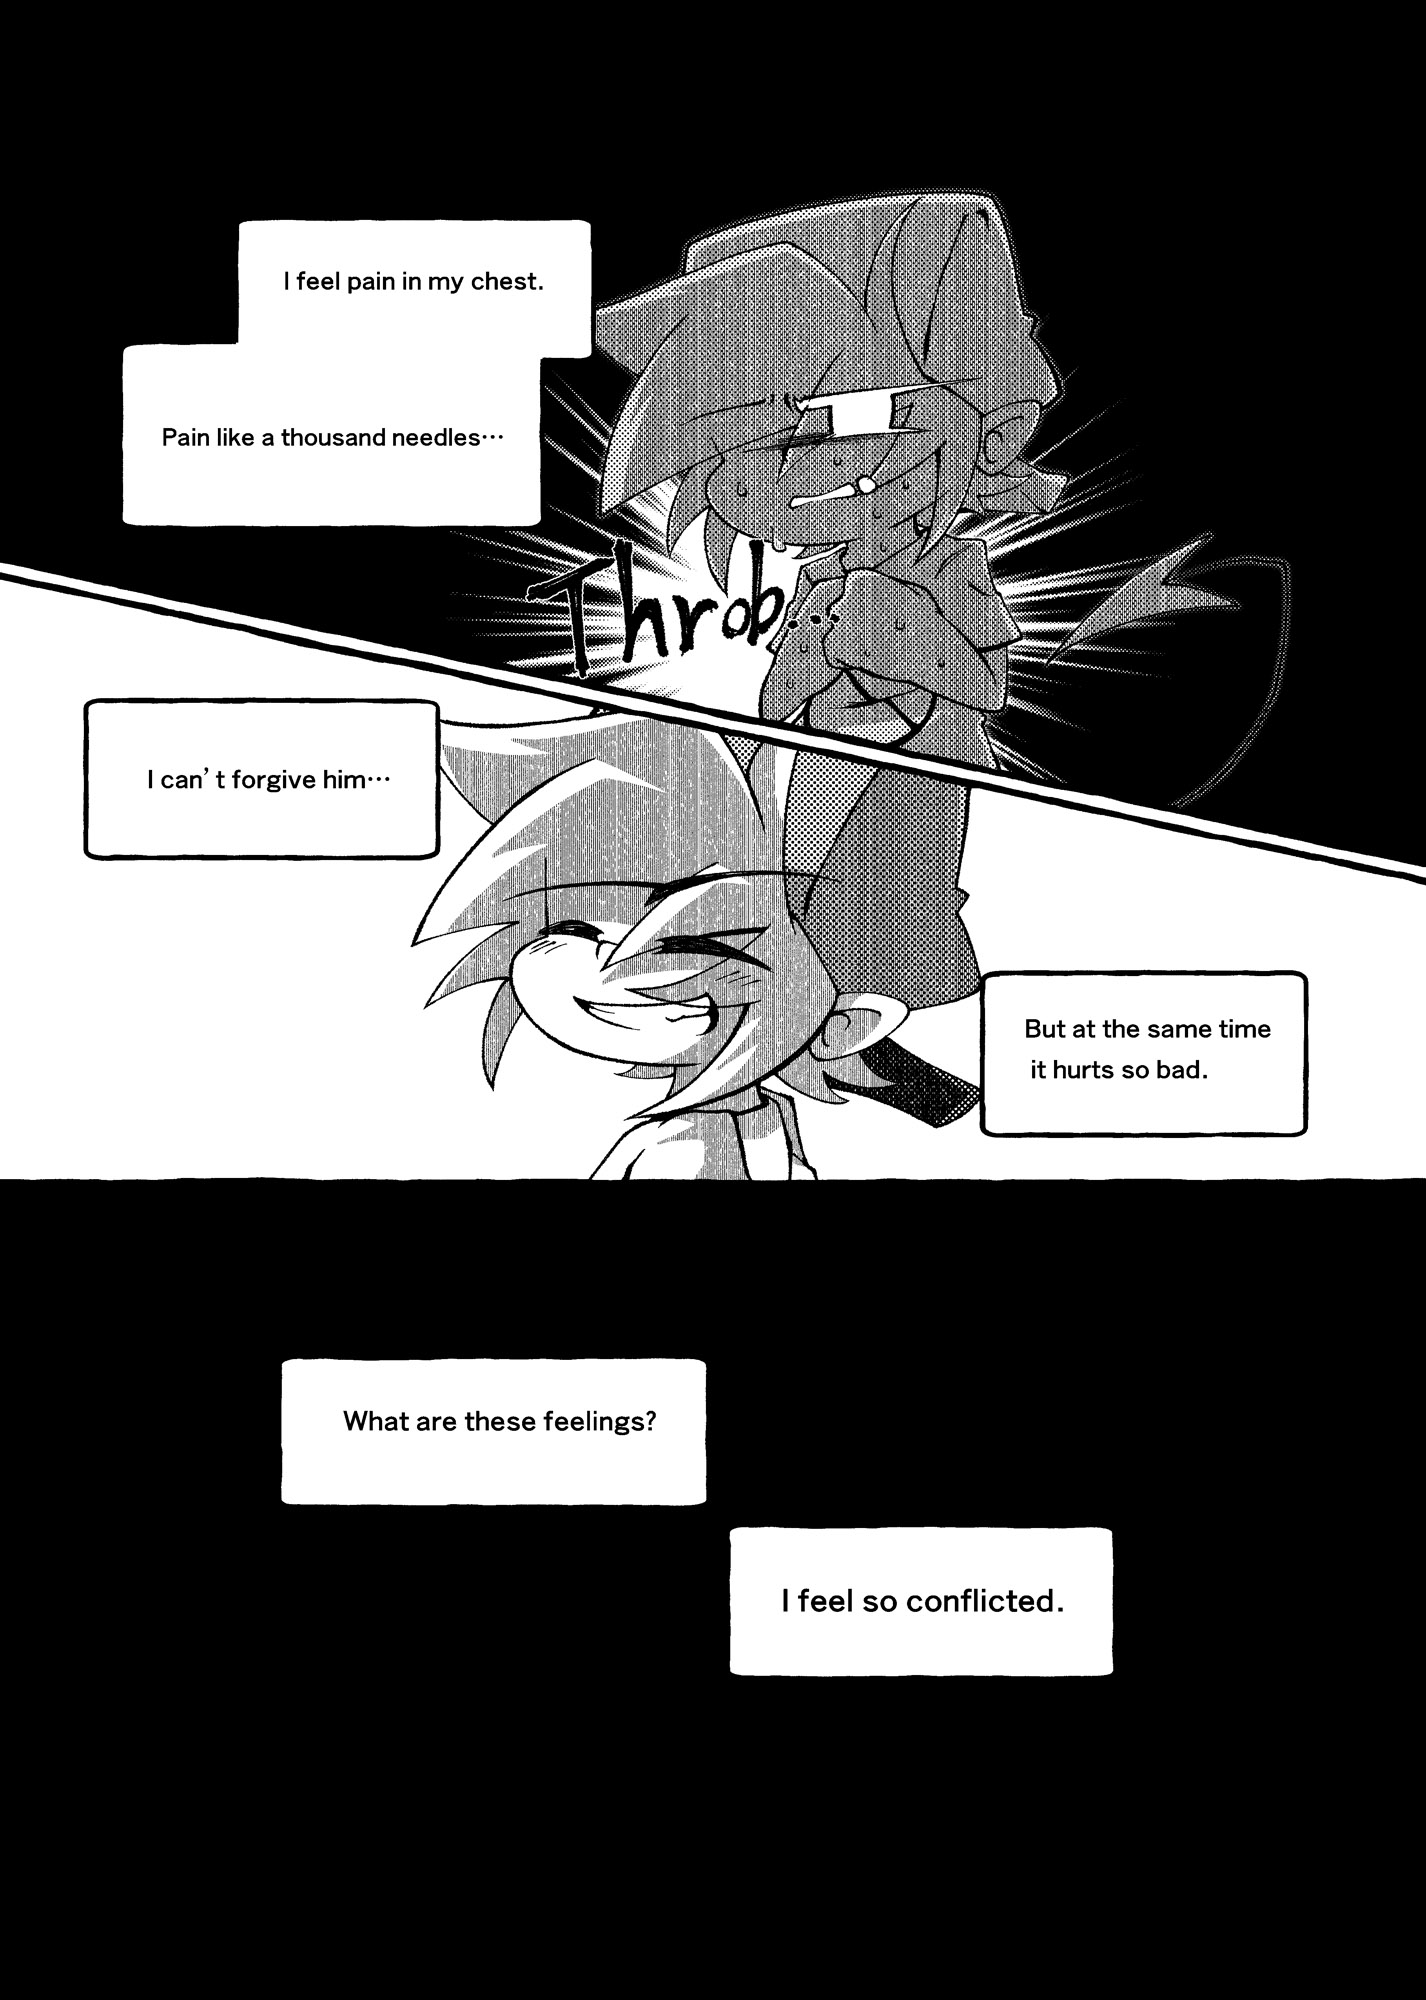 I feel pain in my chest.
Pain like a thousand needles…
Throb...
I can't forgive him…
But at the same time
it hurts so bad.
What are these feelings?
I feel so conflicted.